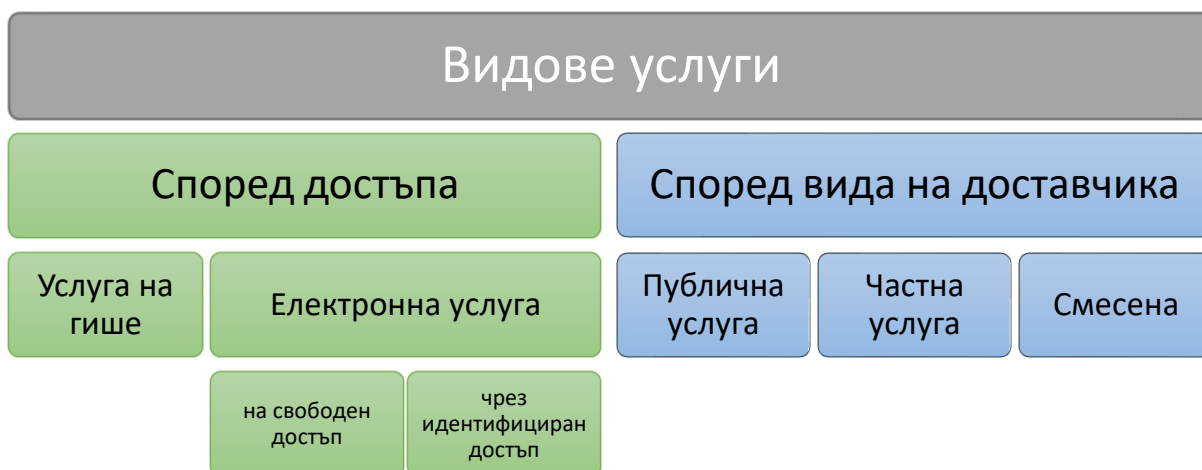 Видове услуги
Според достъпа
Според вида на доставчика
Услуга на
гише
Електронна услуга
Публична
услуга
Частна
услуга
Смесена
на свободен
достъп
чрез
идентифициран
достъп